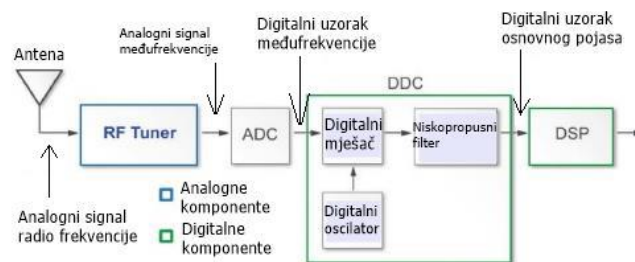 Antena
Analogni signal
međufrekvencije
Digitalni uzorak
međufrekvencije
Digitalni uzorak
osnovnog pojasa
DDC
RF Tuner
ADC
Digitalni
mješač
Niskopropusni
filter
DSP
Digitalni
oscilator
Analogni signal
radio frekvencije
Analogne
komponente
Digitalne
komponente